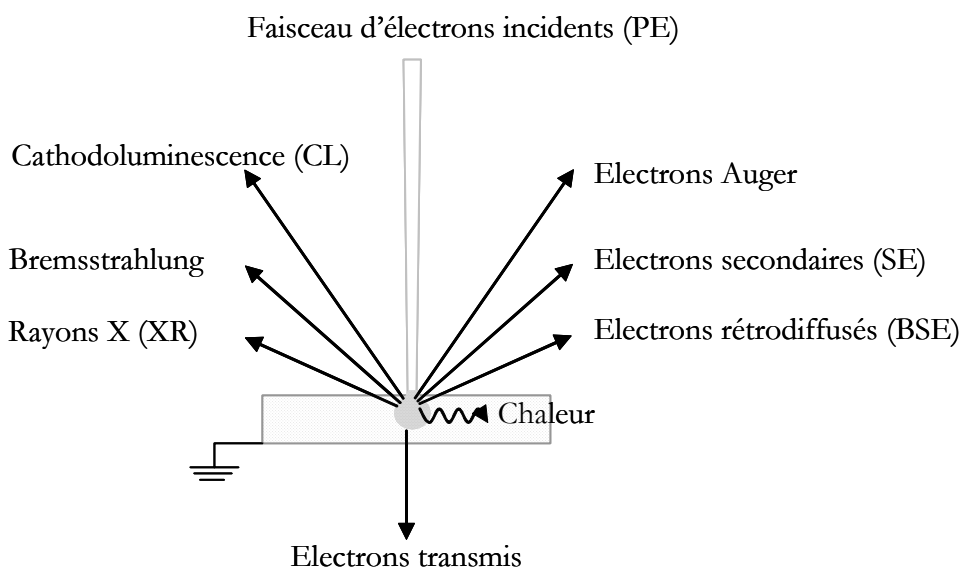 Faisceau d’électrons incidents (PE)
Cathodoluminescence (CL)
Electrons Auger
Bremsstrahlung
Electrons secondaires (SE)
Rayons X (XR)
Electrons rétrodiffusés (BSE)
Chaleur
Electrons transmis